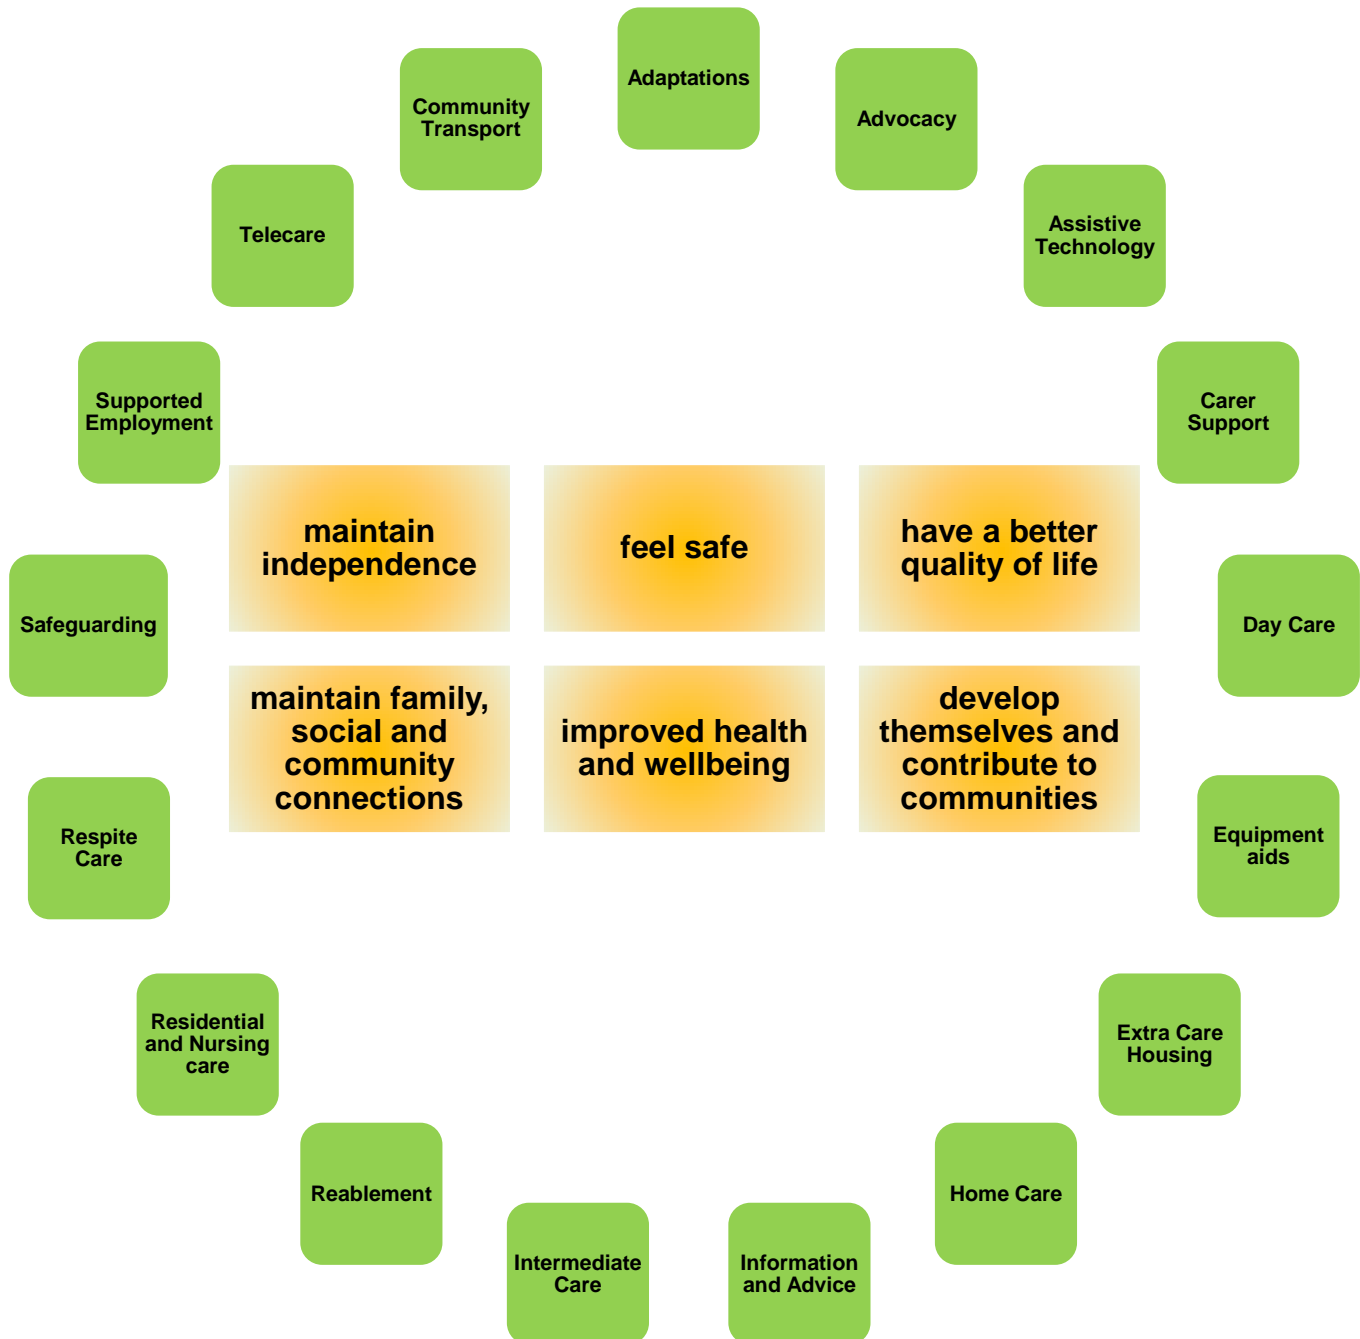 Adaptations
Advocacy
Assistive
Technology
Carer
Support
Day Care
Equipment
aids
Extra Care
Housing
Home Care
Information
and Advice
Intermediate
Care
Reablement
Residential
and Nursing
care
Respite
Care
Safeguarding
Supported
Employment
Telecare
Community
Transport
maintain
independence
feel safe
have a better
quality of life
maintain family,
social and
community
connections
improved health
and wellbeing
develop
themselves and
contribute to
communities